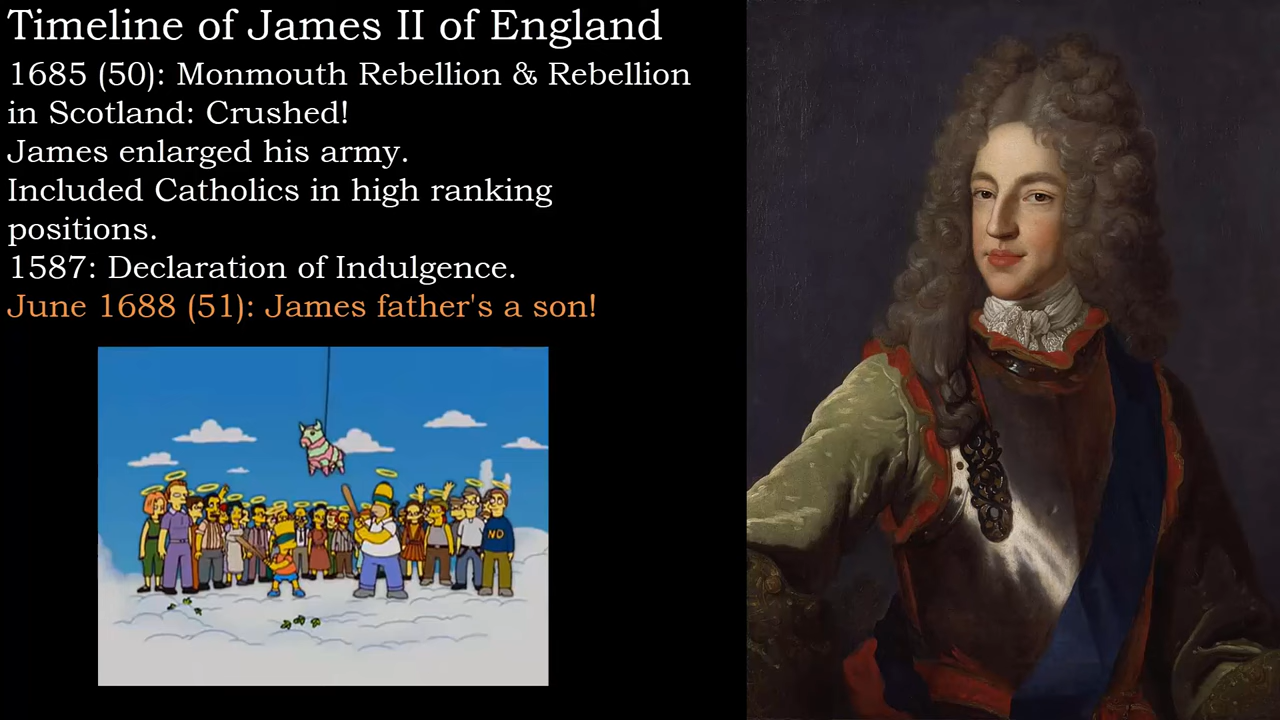 Timeline of James II of England
1685 (50): Monmouth Rebellion & Rebellion
in Scotland: Crushed!
James enlarged his army.
Included Catholics in high ranking
positions.
1587: Declaration of Indulgence.
June 1688 (51): James father's a son!
ND